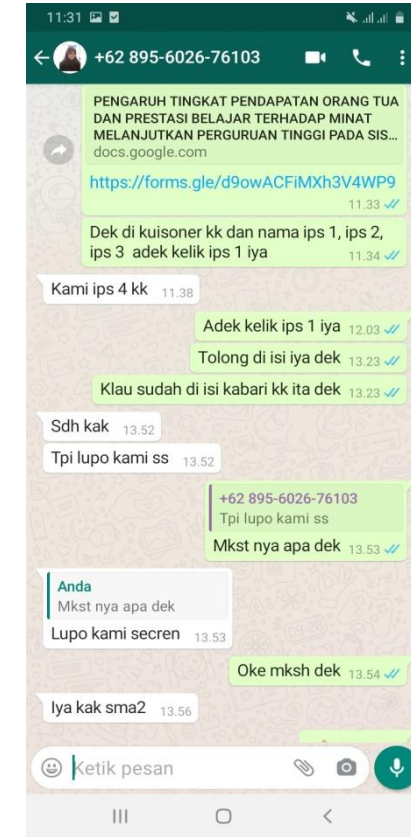 11:31
+62 895-6026-76103
PENGARUH TINGKAT PENDAPATAN ORANG TUA
DAN PRESTASI BELAJAR TERHADAP MINAT
MELANJUTKAN PERGURUAN TINGGI PADA SIS...
docs.google.com
https://forms.gle/d9owACFiMXh3V4WP9
11.33
Dek di kuisoner kk dan nama ips 1, ips 2,
ips 3 adek kelik ips 1 iya
11.34
Kami ips 4 kk 11.38
Adek kelik ips 1 iya 12.03
Tolong di isi iya dek 13.23
Klau sudah di isi kabari kk ita dek 13.23
Sdh kak 13.52
Tpi lupo kami ss 13.52
+62 895-6026-76103
Tpi lupo kami ss
Mkst nya apa dek 13.53
Anda
Mkst nya apa dek
Lupo kami secren 13.53
Oke mksh dek 13.54
Iya kak sma2 13.56
Ketik pesan